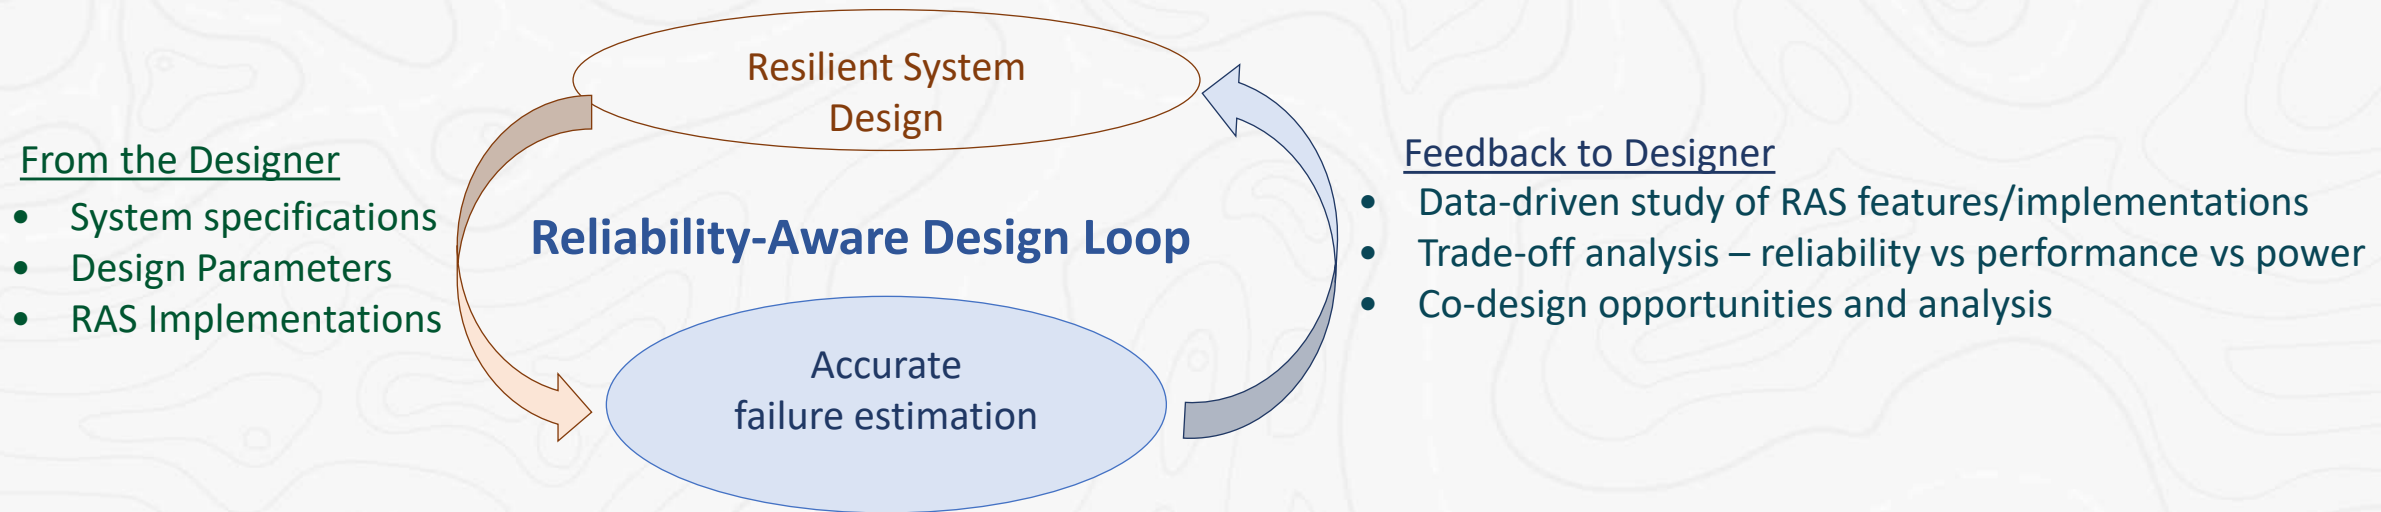 Resilient System
Design
From the Designer
• System specifications
• Design Parameters
• RAS Implementations
Reliability-Aware Design Loop
Accurate
failure estimation
Feedback to Designer
• Data-driven study of RAS features/implementations
• Trade-off analysis – reliability vs performance vs power
• Co-design opportunities and analysis